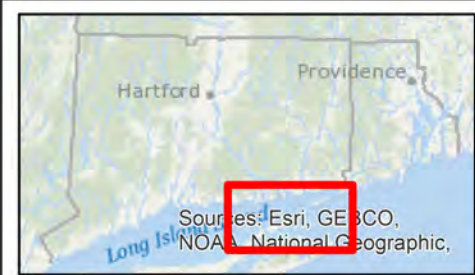 Providence
Hartford
Sources: Esri, GEBCO,
NOAA, National Geographic,
Long Island